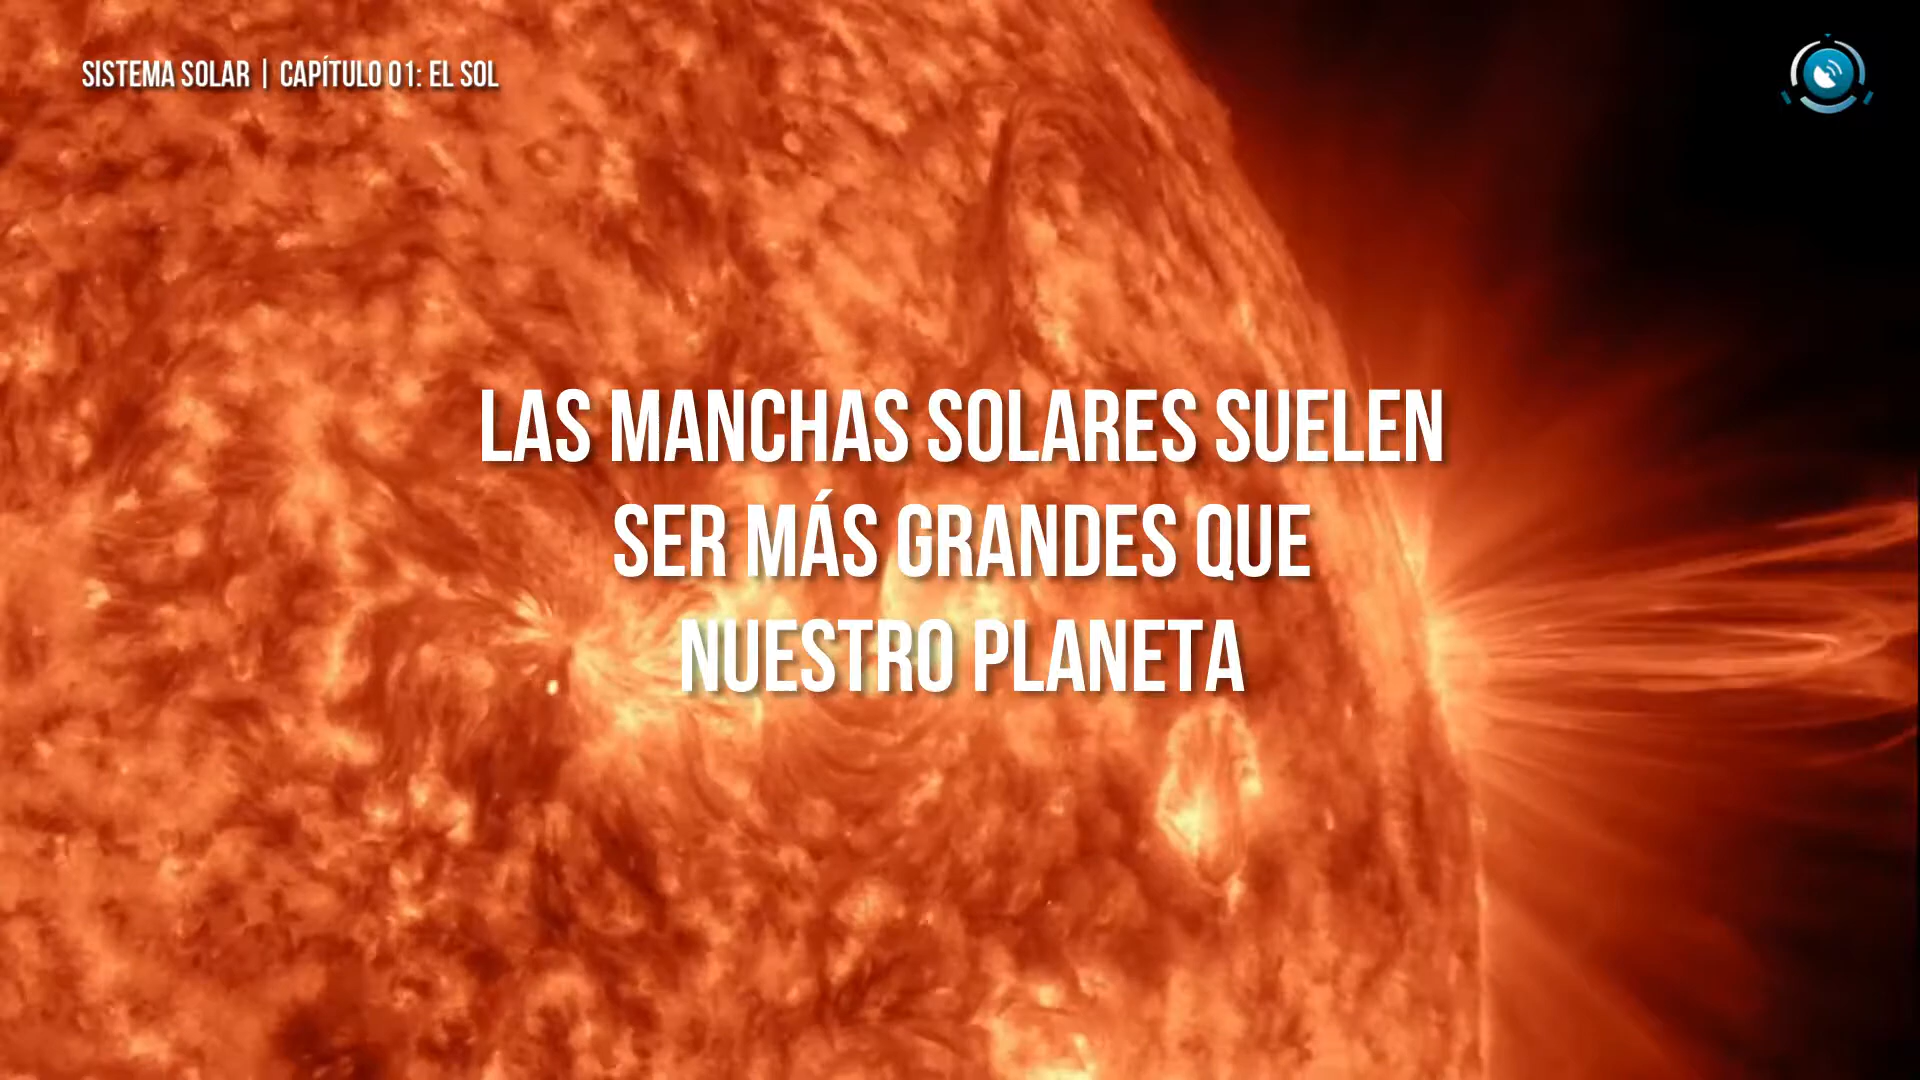 SISTEMA SOLAR | CAPÍTULO 01: EL SOL
LAS MANCHAS SOLARES SUELEN
SER MÁS GRANDES QUE
NUESTRO PLANETA